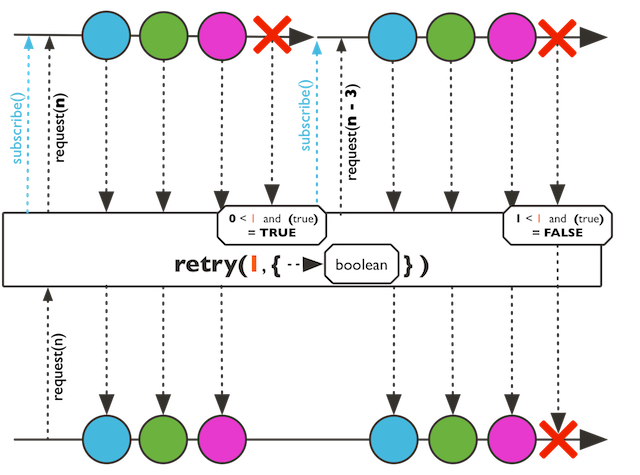 subscribe()
request(n)
subscribe()
request(n - 3)
0 < 1 and (true)
= TRUE
1 < 1 and (true)
= FALSE
retry(1, { boolean })
request(n)